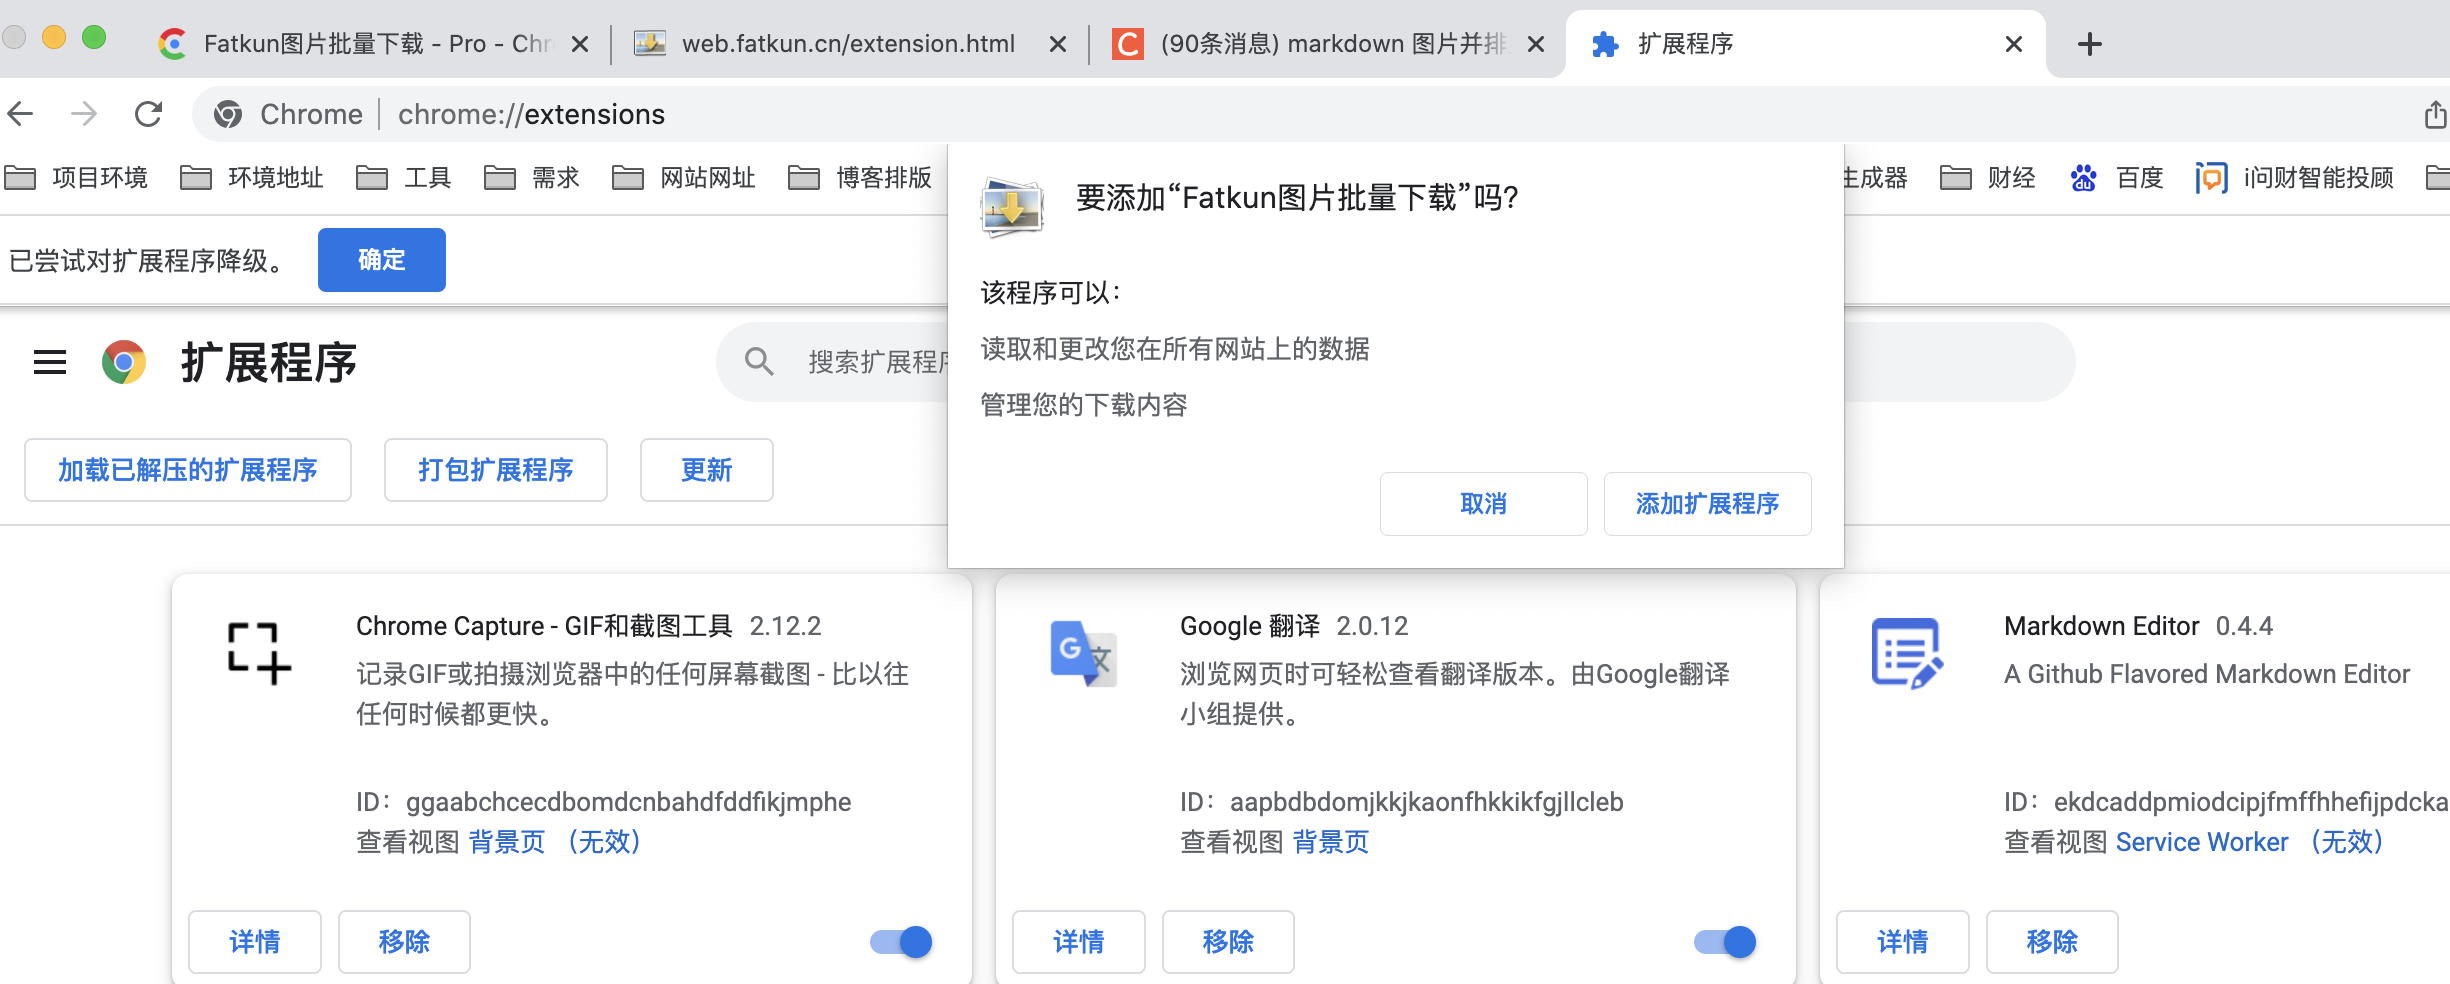 Fatkun图片批量下载 - Pro - Chr
web.fatkun.cn/extension.html
(90条消息) markdown 图片并排
扩展程序
Chrome
chrome://extensions
项目环境
环境地址
工具
需求
网站网址
博客排版
生成器
财经
百度
i问财智能投顾
要添加“Fatkun图片批量下载”吗?
该程序可以:
读取和更改您在所有网站上的数据
管理您的下载内容
取消
添加扩展程序
已尝试对扩展程序降级。
确定
扩展程序
搜索扩展程序
加载已解压的扩展程序
打包扩展程序
更新
Chrome Capture - GIF和截图工具 2.12.2
记录GIF或拍摄浏览器中的任何屏幕截图 - 比以往
任何时候都更快。
ID：ggaabchcecdbomdcnbahdfddfikjmphe
查看视图 背景页 （无效）
详情
移除
Google 翻译 2.0.12
浏览网页时可轻松查看翻译版本。由Google翻译
小组提供。
ID：aapbdbdomjkkjkaonfhkkikfgjllcleb
查看视图 背景页
详情
移除
Markdown Editor 0.4.4
A Github Flavored Markdown Editor
ID：ekdcaddpmiodcipjfmffhhefijpdcka
查看视图 Service Worker （无效）
详情
移除